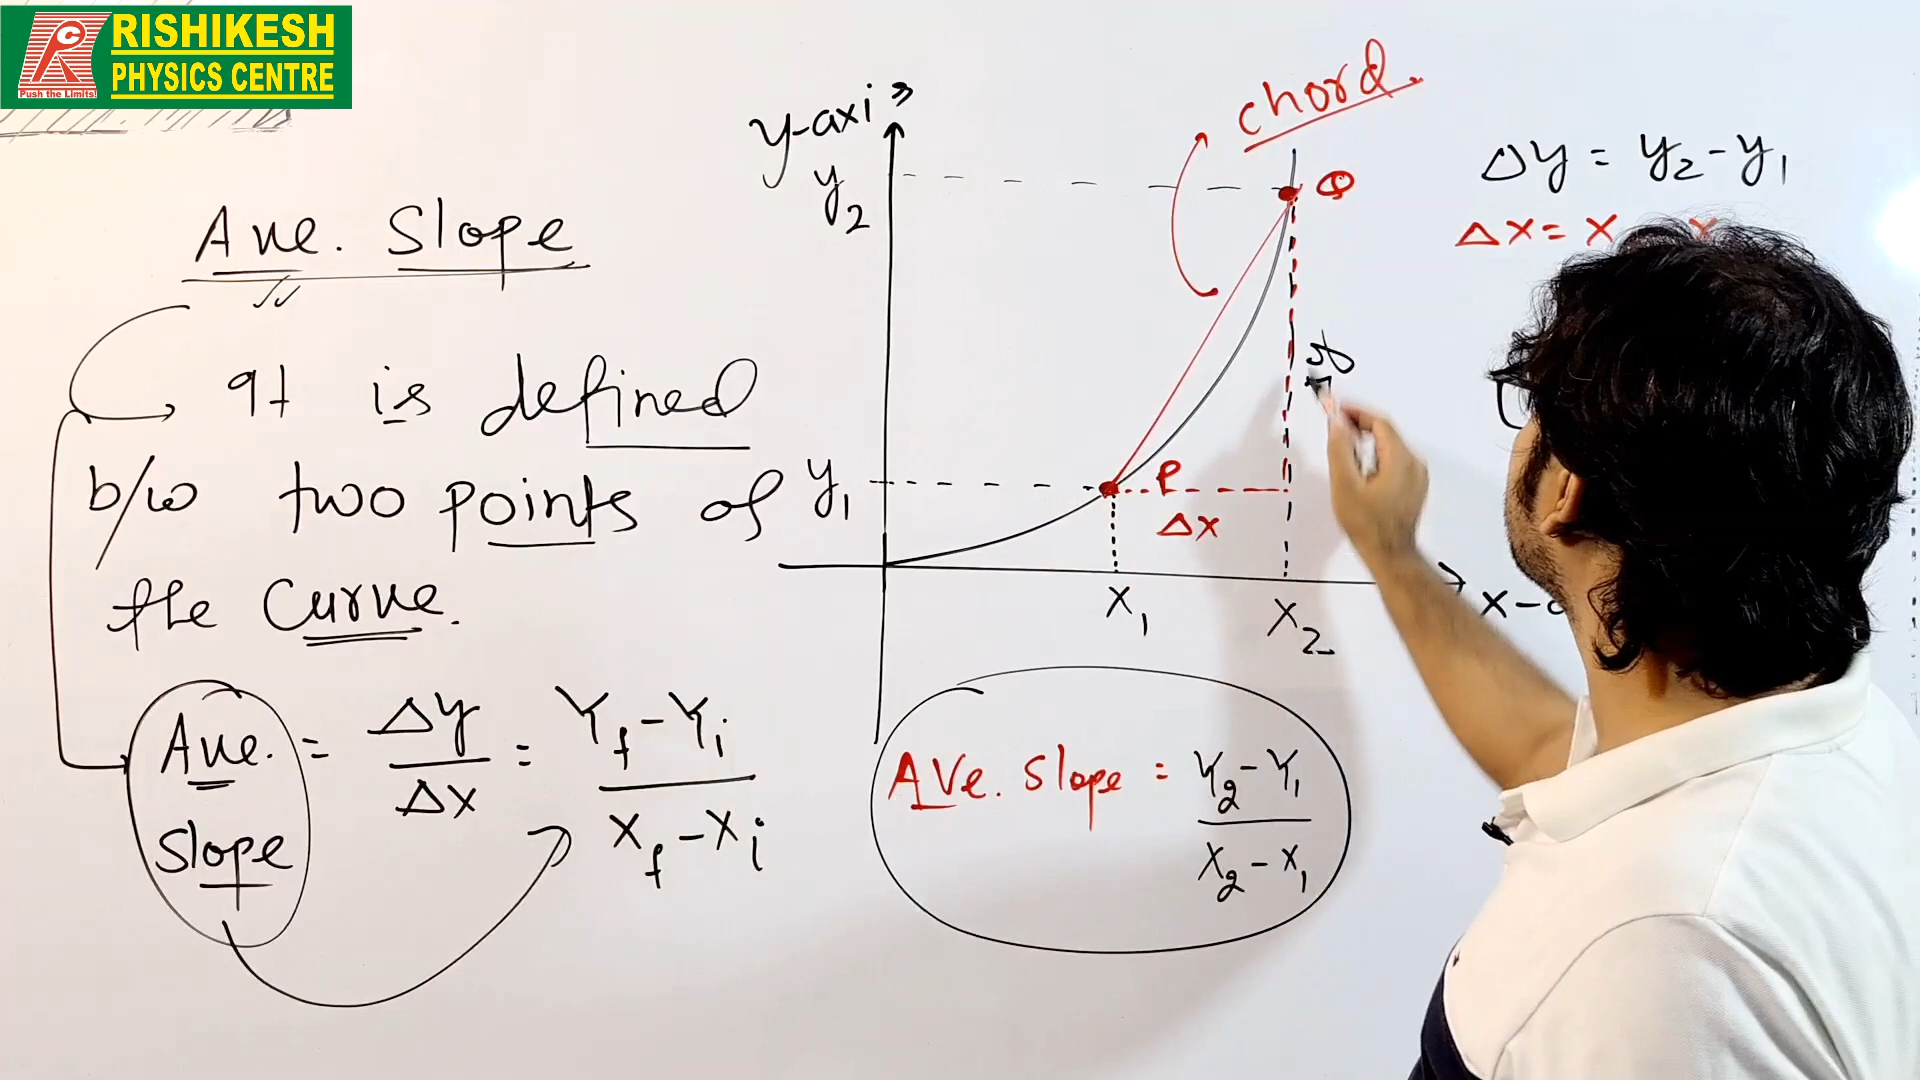 RISHIKESH
PHYSICS CENTRE
Push the Limits!
Ave. Slope
It is defined
b/w two points of
the Curve.
Ave. Slope = Δy/Δx = Yf-Yi/Xf-Xi
y-axis
y2
y1
chord
Q
P
Δx
x1
x2
Δy = y2-y1
Δx = x
Ave. Slope = Y2-Y1/X2-X1